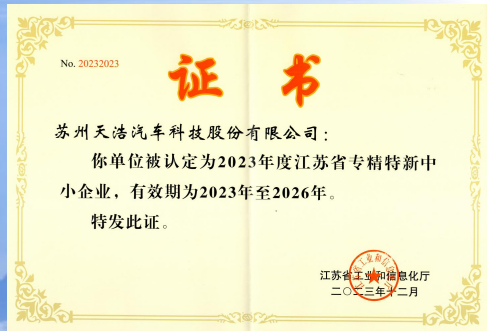 No. 20232023
证书
苏州天浩汽车科技股份有限公司：
你单位被认定为2023年度江苏省专精特新中
小企业，有效期为2023年至2026年。
特发此证。
江苏省工业和信息化厅
二〇二三年十二月